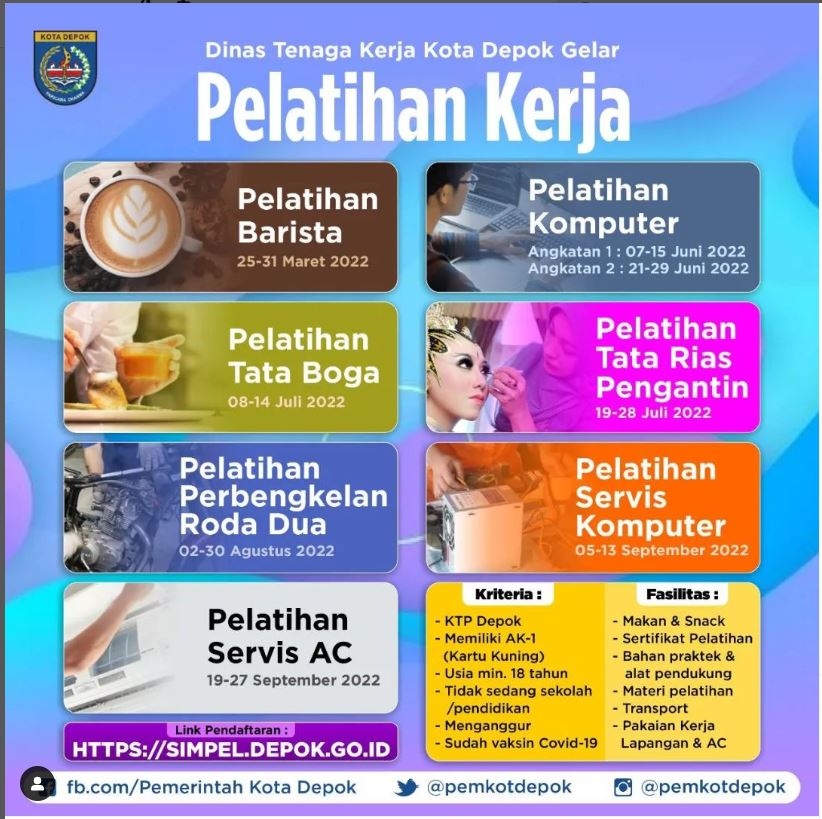 KOTA DEPOK
PARICARA DHARMA
Dinas Tenaga Kerja Kota Depok Gelar
Pelatihan Kerja
Pelatihan
Barista
25-31 Maret 2022
Pelatihan
Komputer
Angkatan 1 : 07-15 Juni 2022
Angkatan 2 : 21-29 Juni 2022
Pelatihan
Tata Boga
08-14 Juli 2022
Pelatihan
Tata Rias
Pengantin
19-28 Juli 2022
Pelatihan
Perbengkelan
Roda Dua
02-30 Agustus 2022
Pelatihan
Servis
Komputer
05-13 September 2022
Pelatihan
Servis AC
19-27 September 2022
Kriteria :
- KTP Depok
- Memiliki AK-1
(Kartu Kuning)
- Usia min. 18 tahun
- Tidak sedang sekolah
/pendidikan
- Menganggur
- Sudah vaksin Covid-19
Fasilitas :
- Makan & Snack
- Sertifikat Pelatihan
- Bahan praktek &
alat pendukung
- Materi pelatihan
- Transport
- Pakaian Kerja
Lapangan & AC
Link Pendaftaran :
HTTPS://SIMPEL.DEPOK.GO.ID
fb.com/Pemerintah Kota Depok
@pemkotdepok
@pemkotdepok